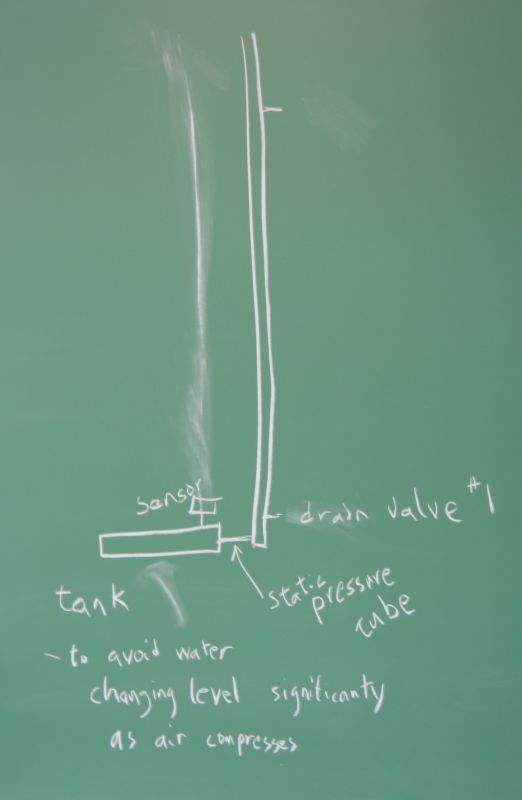 sensor
drain valve #1
static
pressure
tube
tank
- to avoid water
changing level significanty
as air compresses